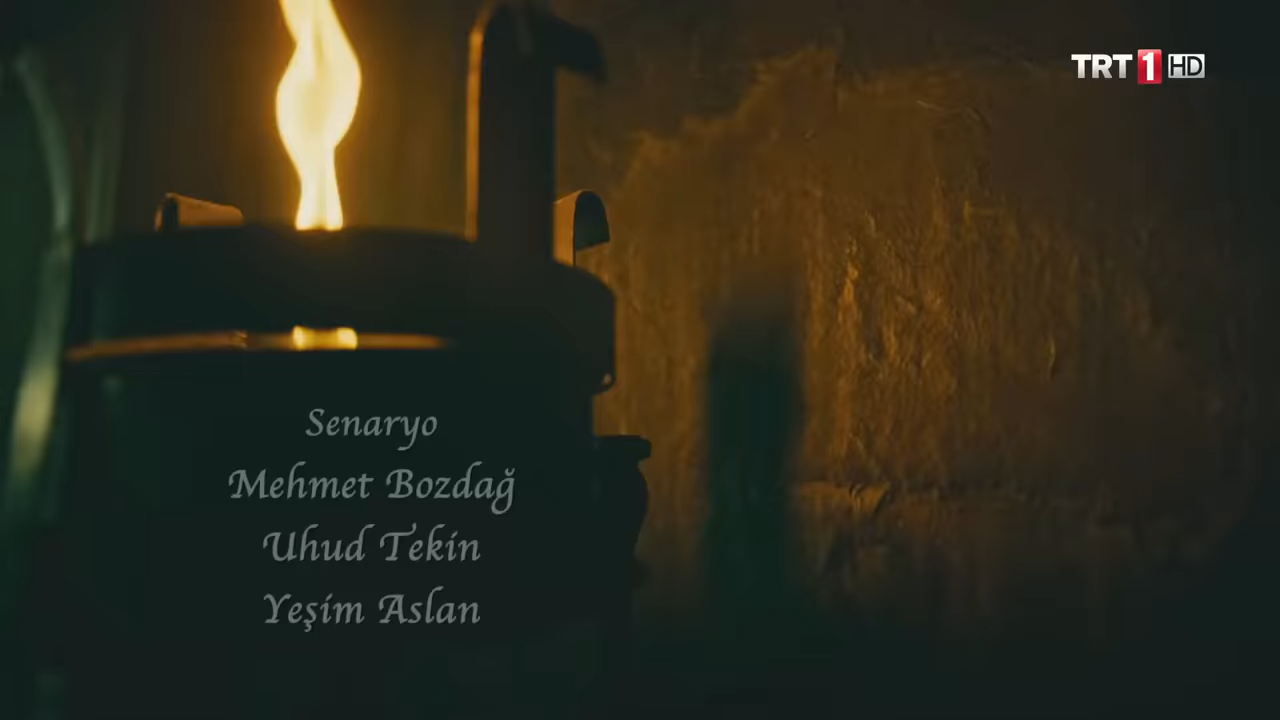 TRT 1 HD
Senaryo
Mehmet Bozdağ
Uhud Tekin
Yeşim Aslan